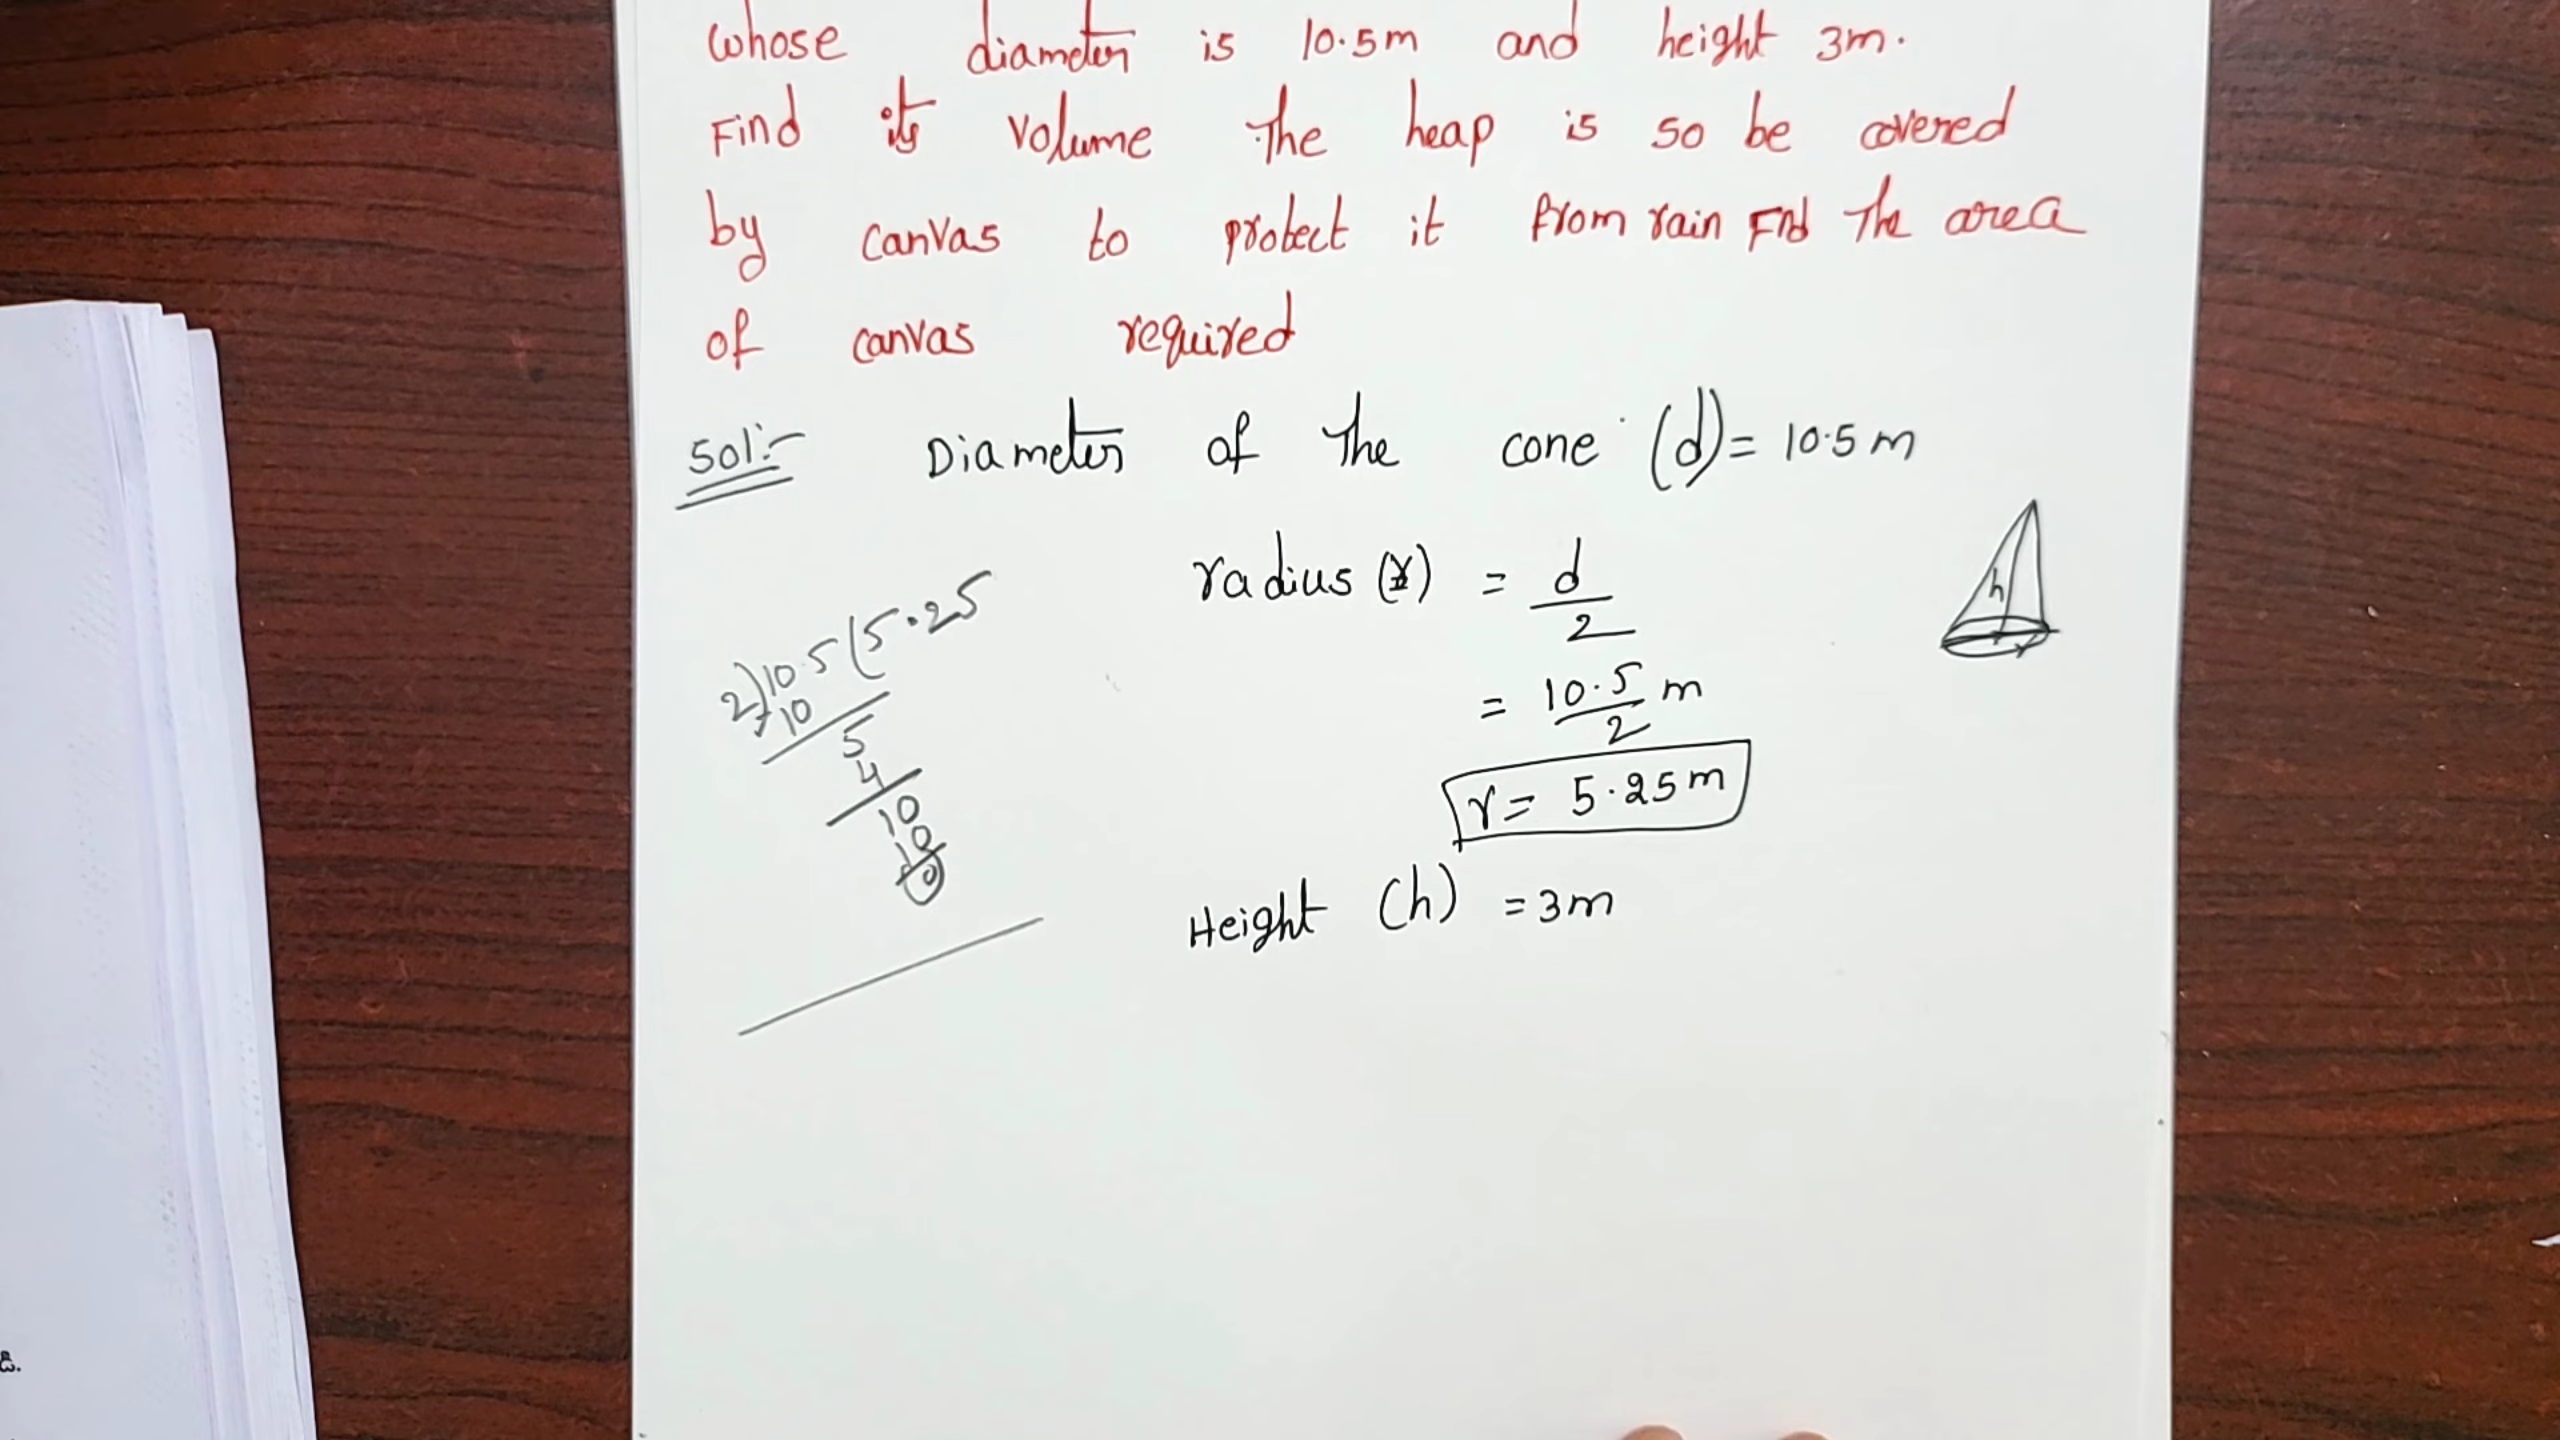 whose diameter is 10.5m and height 3m.
Find its volume The heap is so be covered
by canvas to protect it from rain Find The area
of canvas required
Sol:- Diameter of The cone (d) = 10.5 m
radius (r) = d/2
= 10.5/2 m
r = 5.25 m
Height (h) = 3m
2)10.5(5.25
10
5
4
10
10
0
h
r